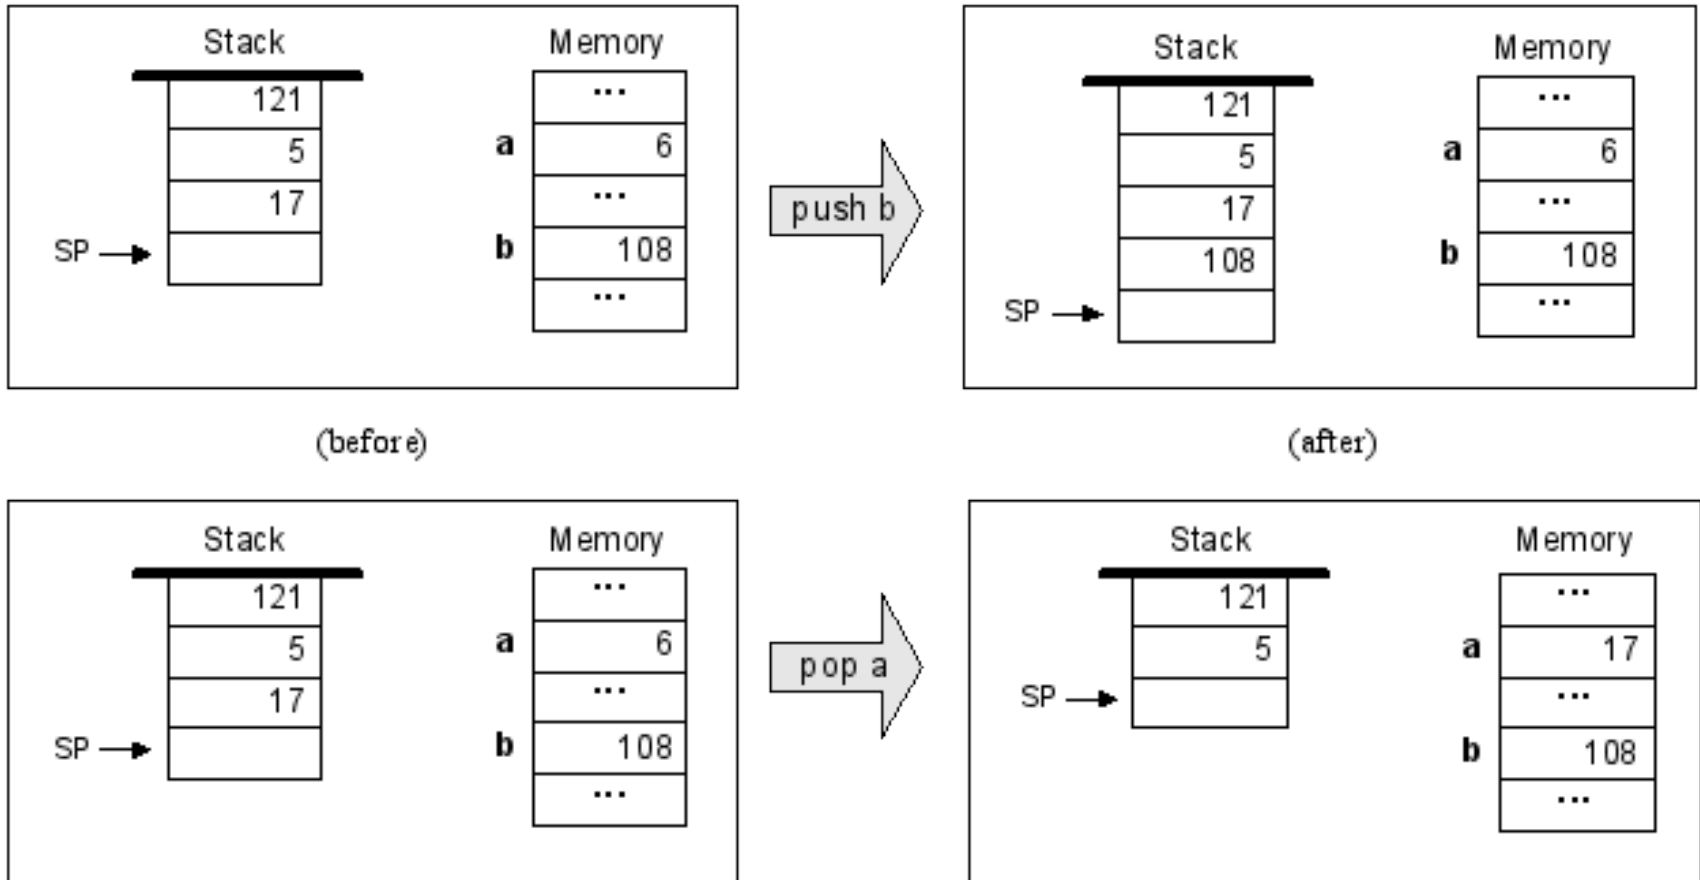 Stack Memory
121 ...
a 6
5
17 ...
SP b 108
...
push b
Stack Memory
121 ...
5 a 6
17 ...
108 b 108
SP ...
(before) (after)
Stack Memory
121 ...
5 a 6
17 ...
SP b 108
...
pop a
Stack Memory
121 ...
5 a 17
SP ...
b 108
...